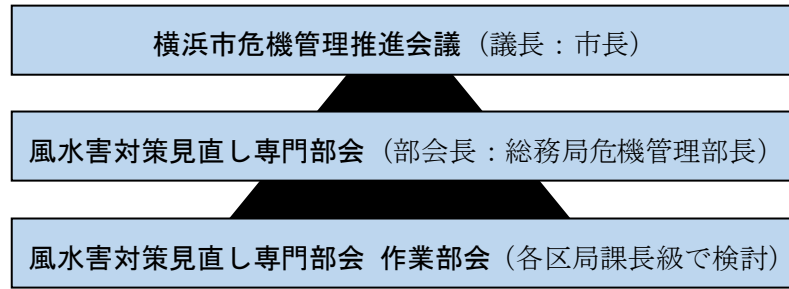 横浜市危機管理推進会議（議長：市長）
風水害対策見直し専門部会（部会長：総務局危機管理部長）
風水害対策見直し専門部会 作業部会（各区局課長級で検討）